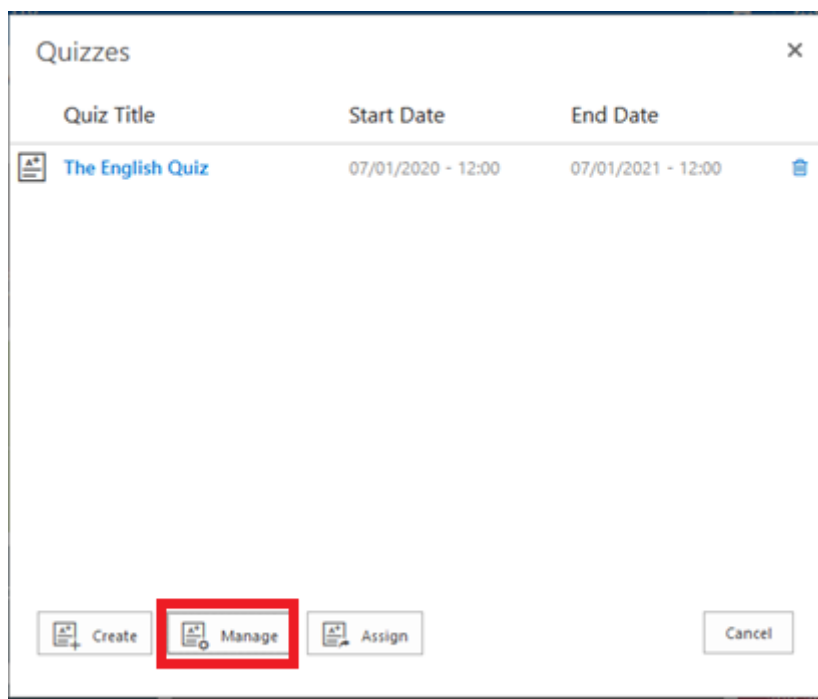 Quizzes ×
Quiz Title Start Date End Date
The English Quiz 07/01/2020 - 12:00 07/01/2021 - 12:00
Create Manage Assign Cancel